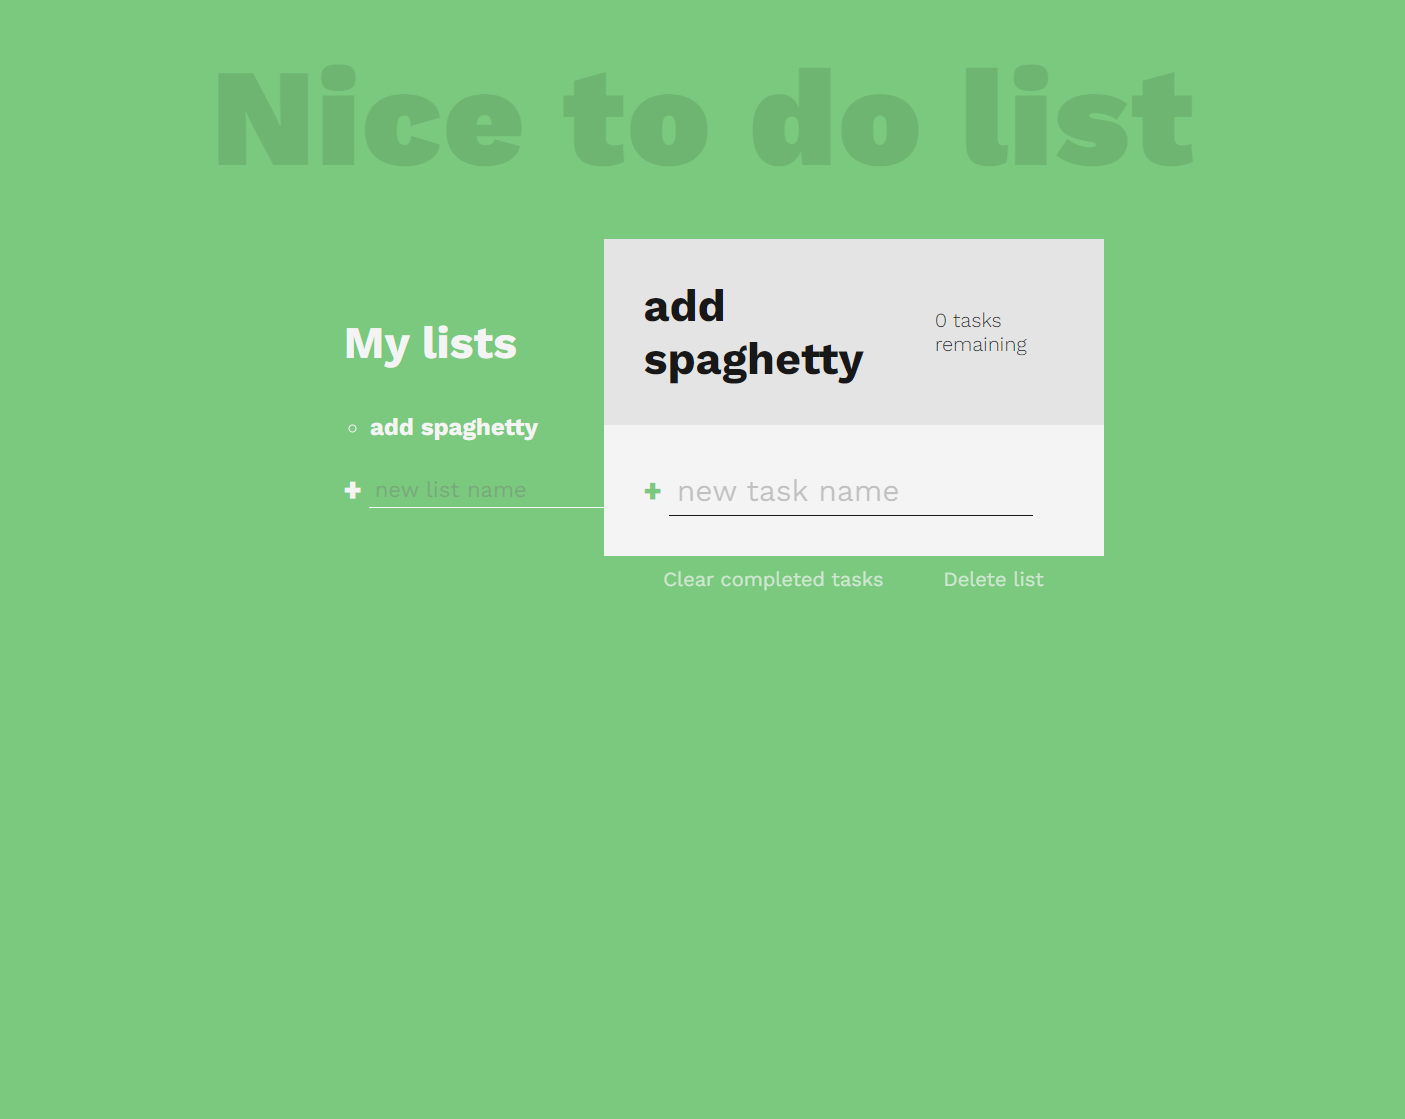 Nice to do list
My lists
add spaghetty
+ new list name
add
spaghetty
0 tasks
remaining
+ new task name
Clear completed tasks
Delete list